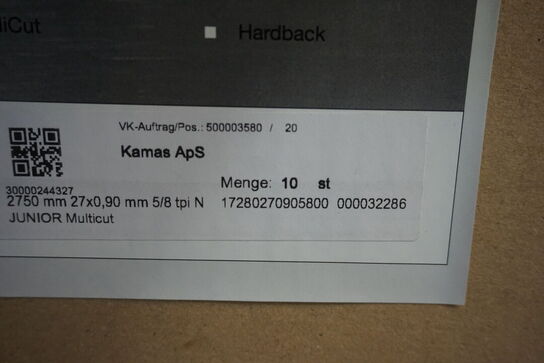 liCut
Hardback
VK-Auftrag/Pos.: 500003580 / 20
Kamas ApS
Menge: 10 st
30000244327
2750 mm 27x0,90 mm 5/8 tpi N 17280270905800 000032286
JUNIOR Multicut